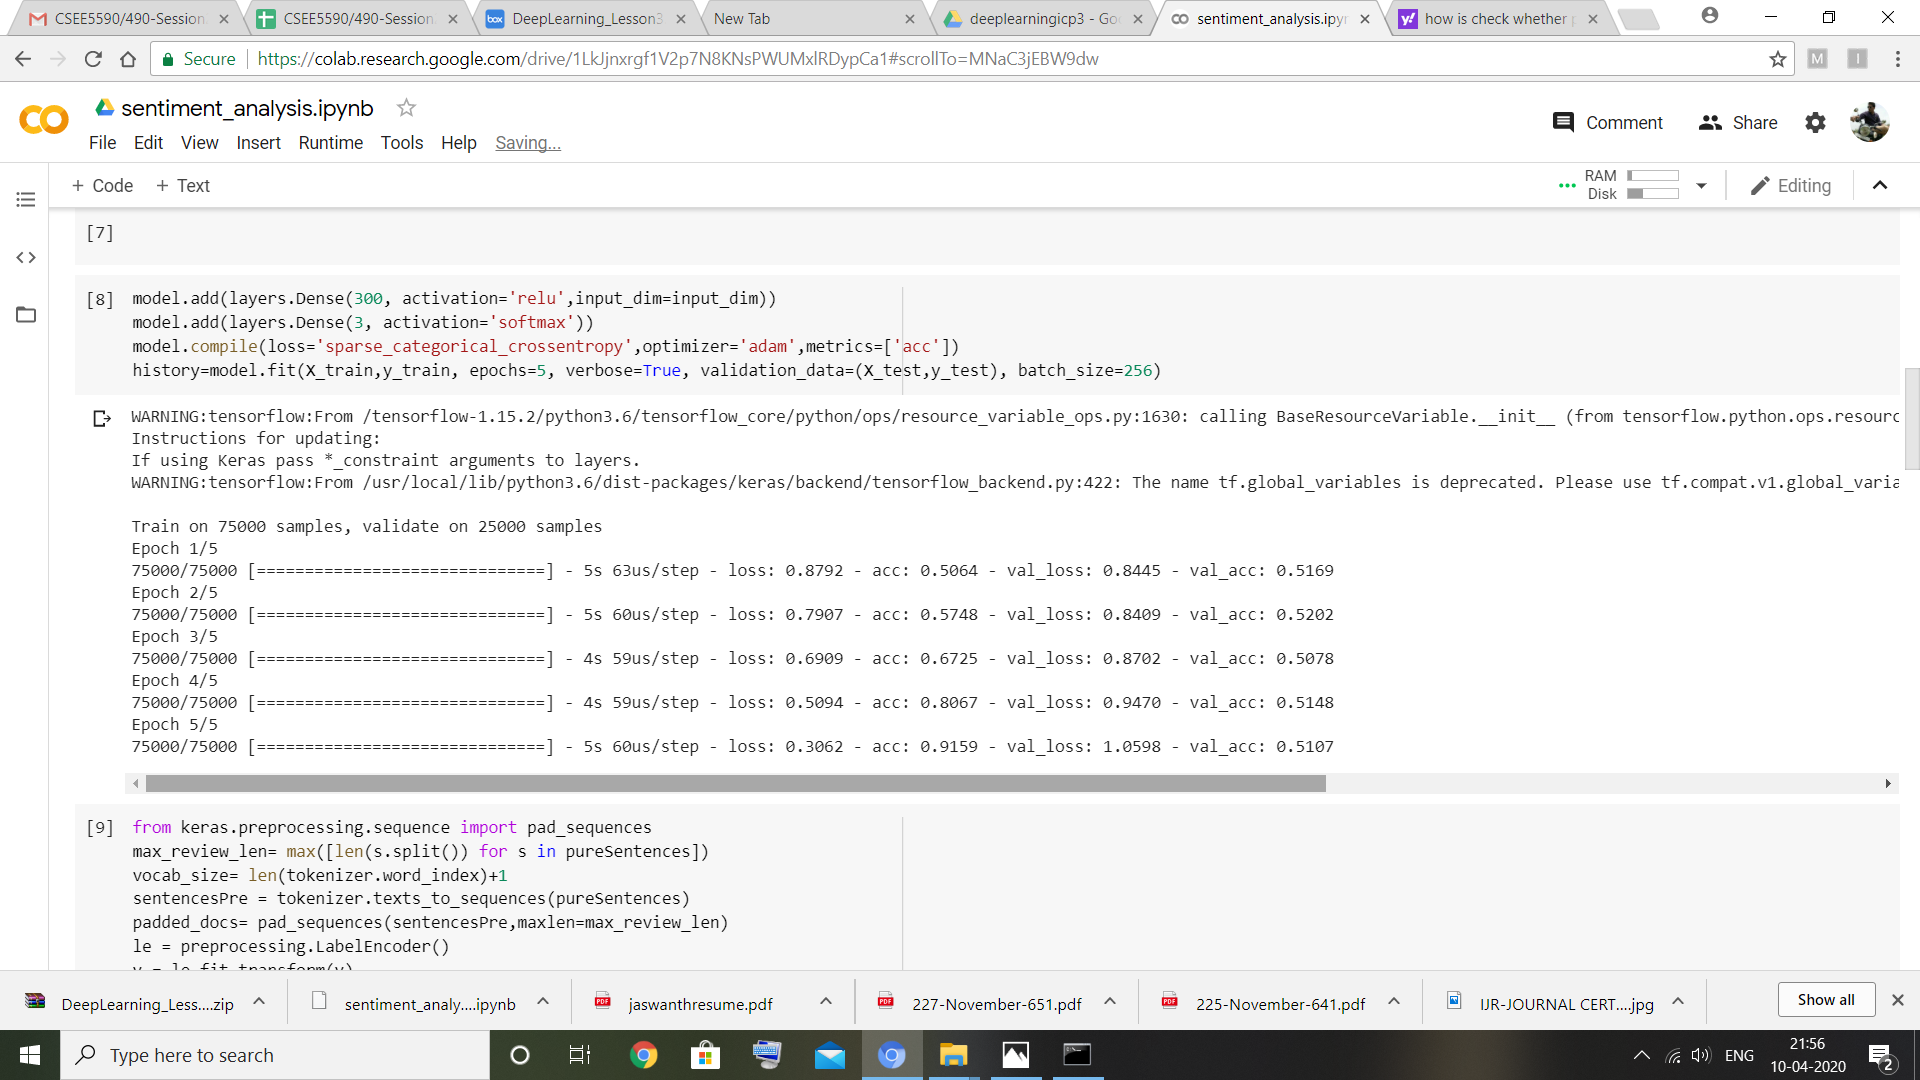 CSEE5590/490-Session
CSEE5590/490-Session
box DeepLearning_Lesson3
New Tab
deeplearningicp3 - Goo
sentiment_analysis.ipyn
y! how is check whether
Secure https://colab.research.google.com/drive/1LkJjnxrgf1V2p7N8KNsPWUMxlRDypCa1#scrollTo=MNaC3jEBW9dw
M I
sentiment_analysis.ipynb
Comment Share
File Edit View Insert Runtime Tools Help Saving...
+ Code + Text
RAM
Disk
Editing
[7]
[8] model.add(layers.Dense(300, activation='relu',input_dim=input_dim))
model.add(layers.Dense(3, activation='softmax'))
model.compile(loss='sparse_categorical_crossentropy',optimizer='adam',metrics=['acc'])
history=model.fit(X_train,y_train, epochs=5, verbose=True, validation_data=(X_test,y_test), batch_size=256)
WARNING:tensorflow:From /tensorflow-1.15.2/python3.6/tensorflow_core/python/ops/resource_variable_ops.py:1630: calling BaseResourceVariable.__init__ (from tensorflow.python.ops.resourc
Instructions for updating:
If using Keras pass *_constraint arguments to layers.
WARNING:tensorflow:From /usr/local/lib/python3.6/dist-packages/keras/backend/tensorflow_backend.py:422: The name tf.global_variables is deprecated. Please use tf.compat.v1.global_varia
Train on 75000 samples, validate on 25000 samples
Epoch 1/5
75000/75000 [==============================] - 5s 63us/step - loss: 0.8792 - acc: 0.5064 - val_loss: 0.8445 - val_acc: 0.5169
Epoch 2/5
75000/75000 [==============================] - 5s 60us/step - loss: 0.7907 - acc: 0.5748 - val_loss: 0.8409 - val_acc: 0.5202
Epoch 3/5
75000/75000 [==============================] - 4s 59us/step - loss: 0.6909 - acc: 0.6725 - val_loss: 0.8702 - val_acc: 0.5078
Epoch 4/5
75000/75000 [==============================] - 4s 59us/step - loss: 0.5094 - acc: 0.8067 - val_loss: 0.9470 - val_acc: 0.5148
Epoch 5/5
75000/75000 [==============================] - 5s 60us/step - loss: 0.3062 - acc: 0.9159 - val_loss: 1.0598 - val_acc: 0.5107
[9] from keras.preprocessing.sequence import pad_sequences
max_review_len= max([len(s.split()) for s in pureSentences])
vocab_size= len(tokenizer.word_index)+1
sentencesPre = tokenizer.texts_to_sequences(pureSentences)
padded_docs= pad_sequences(sentencesPre,maxlen=max_review_len)
le = preprocessing.LabelEncoder()
y = le.fit_transform(y)
DeepLearning_Less....zip
sentiment_analy....ipynb
PDF jaswanthresume.pdf
PDF 227-November-651.pdf
PDF 225-November-641.pdf
IJR-JOURNAL CERT....jpg
Show all
Type here to search
ENG
21:56
10-04-2020
2